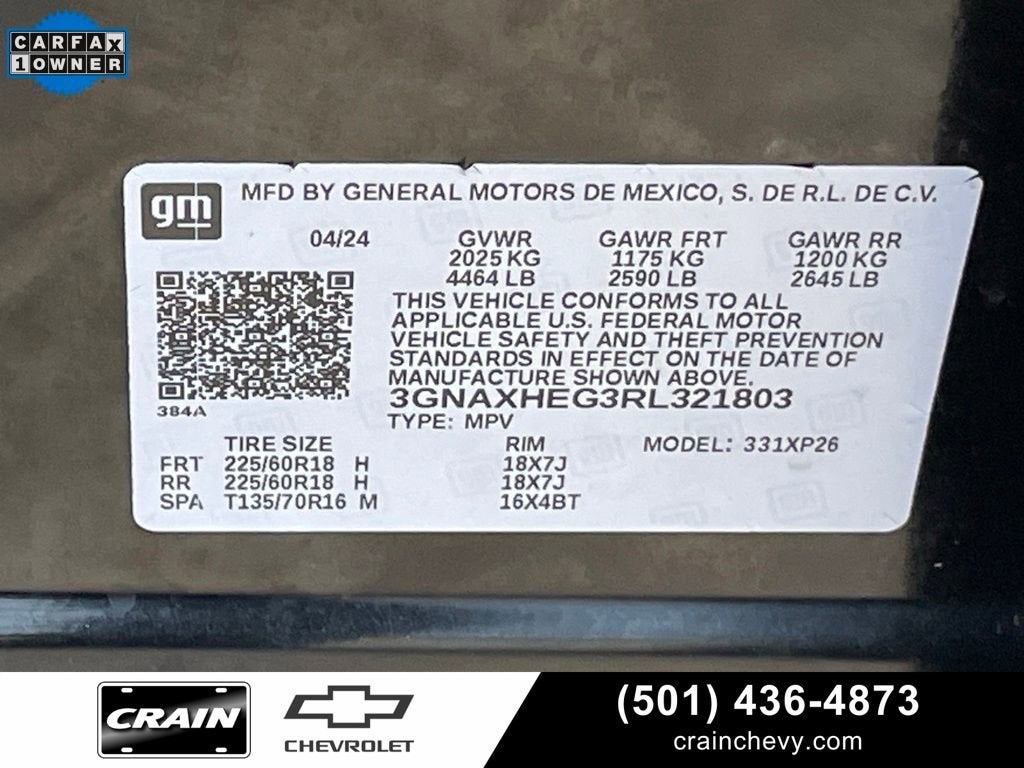 CARFAX
1 OWNER
gm
MFD BY GENERAL MOTORS DE MEXICO, S. DE R.L. DE C.V.
04/24 GVWR GAWR FRT GAWR RR
2025 KG 1175 KG 1200 KG
4464 LB 2590 LB 2645 LB
THIS VEHICLE CONFORMS TO ALL
APPLICABLE U.S. FEDERAL MOTOR
VEHICLE SAFETY AND THEFT PREVENTION
STANDARDS IN EFFECT ON THE DATE OF
MANUFACTURE SHOWN ABOVE.
3GNAXHEG3RL321803
384A
TYPE: MPV
TIRE SIZE RIM MODEL: 331XP26
FRT 225/60R18 H 18X7J
RR 225/60R18 H 18X7J
SPA T135/70R16 M 16X4BT
CRAIN
CHEVROLET
(501) 436-4873
crainchevy.com